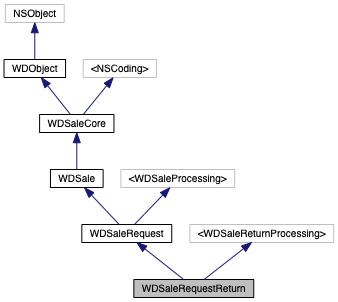 NSObject
WDObject
<NSCoding>
WDSaleCore
WDSale
<WDSaleProcessing>
WDSaleRequest
<WDSaleReturnProcessing>
WDSaleRequestReturn